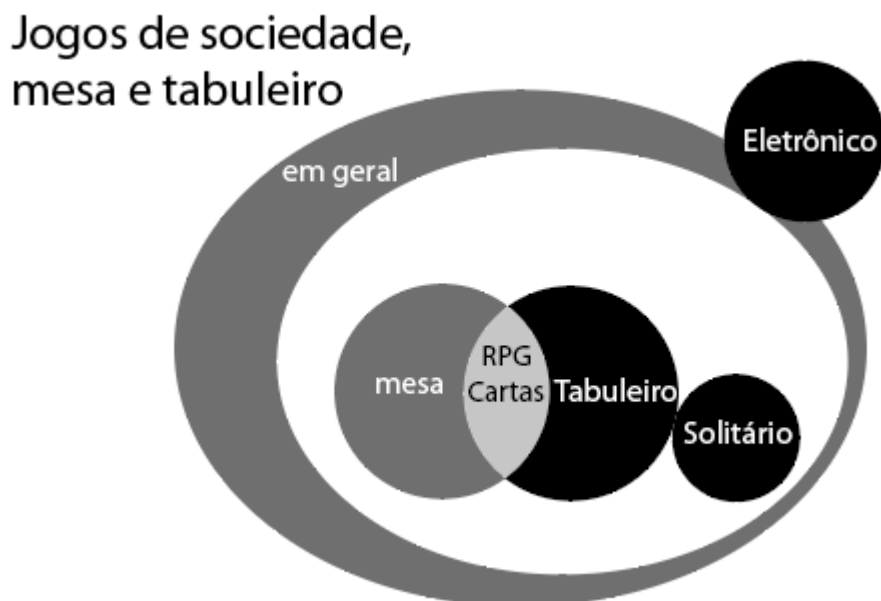 Jogos de sociedade,
mesa e tabuleiro
Eletrônico
em geral
RPG
mesa
Cartas
Tabuleiro
Solitário